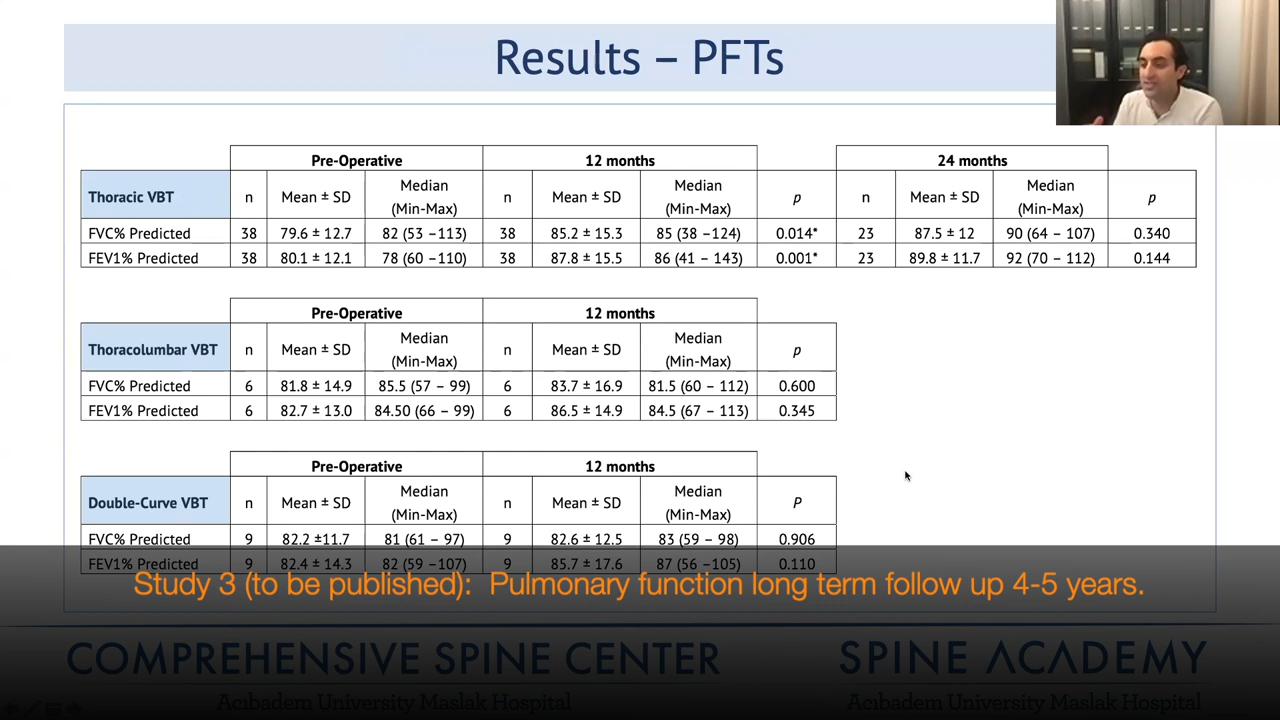 Results – PFTs
Pre-Operative 12 months 24 months
Thoracic VBT n Mean ± SD Median (Min-Max) n Mean ± SD Median (Min-Max) p n Mean ± SD Median (Min-Max) p
FVC% Predicted 38 79.6 ± 12.7 82 (53 –113) 38 85.2 ± 15.3 85 (38 –124) 0.014* 23 87.5 ± 12 90 (64 – 107) 0.340
FEV1% Predicted 38 80.1 ± 12.1 78 (60 –110) 38 87.8 ± 15.5 86 (41 – 143) 0.001* 23 89.8 ± 11.7 92 (70 – 112) 0.144
Pre-Operative 12 months
Thoracolumbar VBT n Mean ± SD Median (Min-Max) n Mean ± SD Median (Min-Max) p
FVC% Predicted 6 81.8 ± 14.9 85.5 (57 – 99) 6 83.7 ± 16.9 81.5 (60 – 112) 0.600
FEV1% Predicted 6 82.7 ± 13.0 84.50 (66 – 99) 6 86.5 ± 14.9 84.5 (67 – 113) 0.345
Pre-Operative 12 months
Double-Curve VBT n Mean ± SD Median (Min-Max) n Mean ± SD Median (Min-Max) P
FVC% Predicted 9 82.2 ±11.7 81 (61 – 97) 9 82.6 ± 12.5 83 (59 – 98) 0.906
FEV1% Predicted 9 82.4 ± 14.3 82 (59 –107) 9 85.7 ± 17.6 87 (56 –105) 0.110
Study 3 (to be published): Pulmonary function long term follow up 4-5 years.
COMPREHENSIVE SPINE CENTER SPINE ACADEMY
Acıbadem University Maslak Hospital Acıbadem University Maslak Hospital